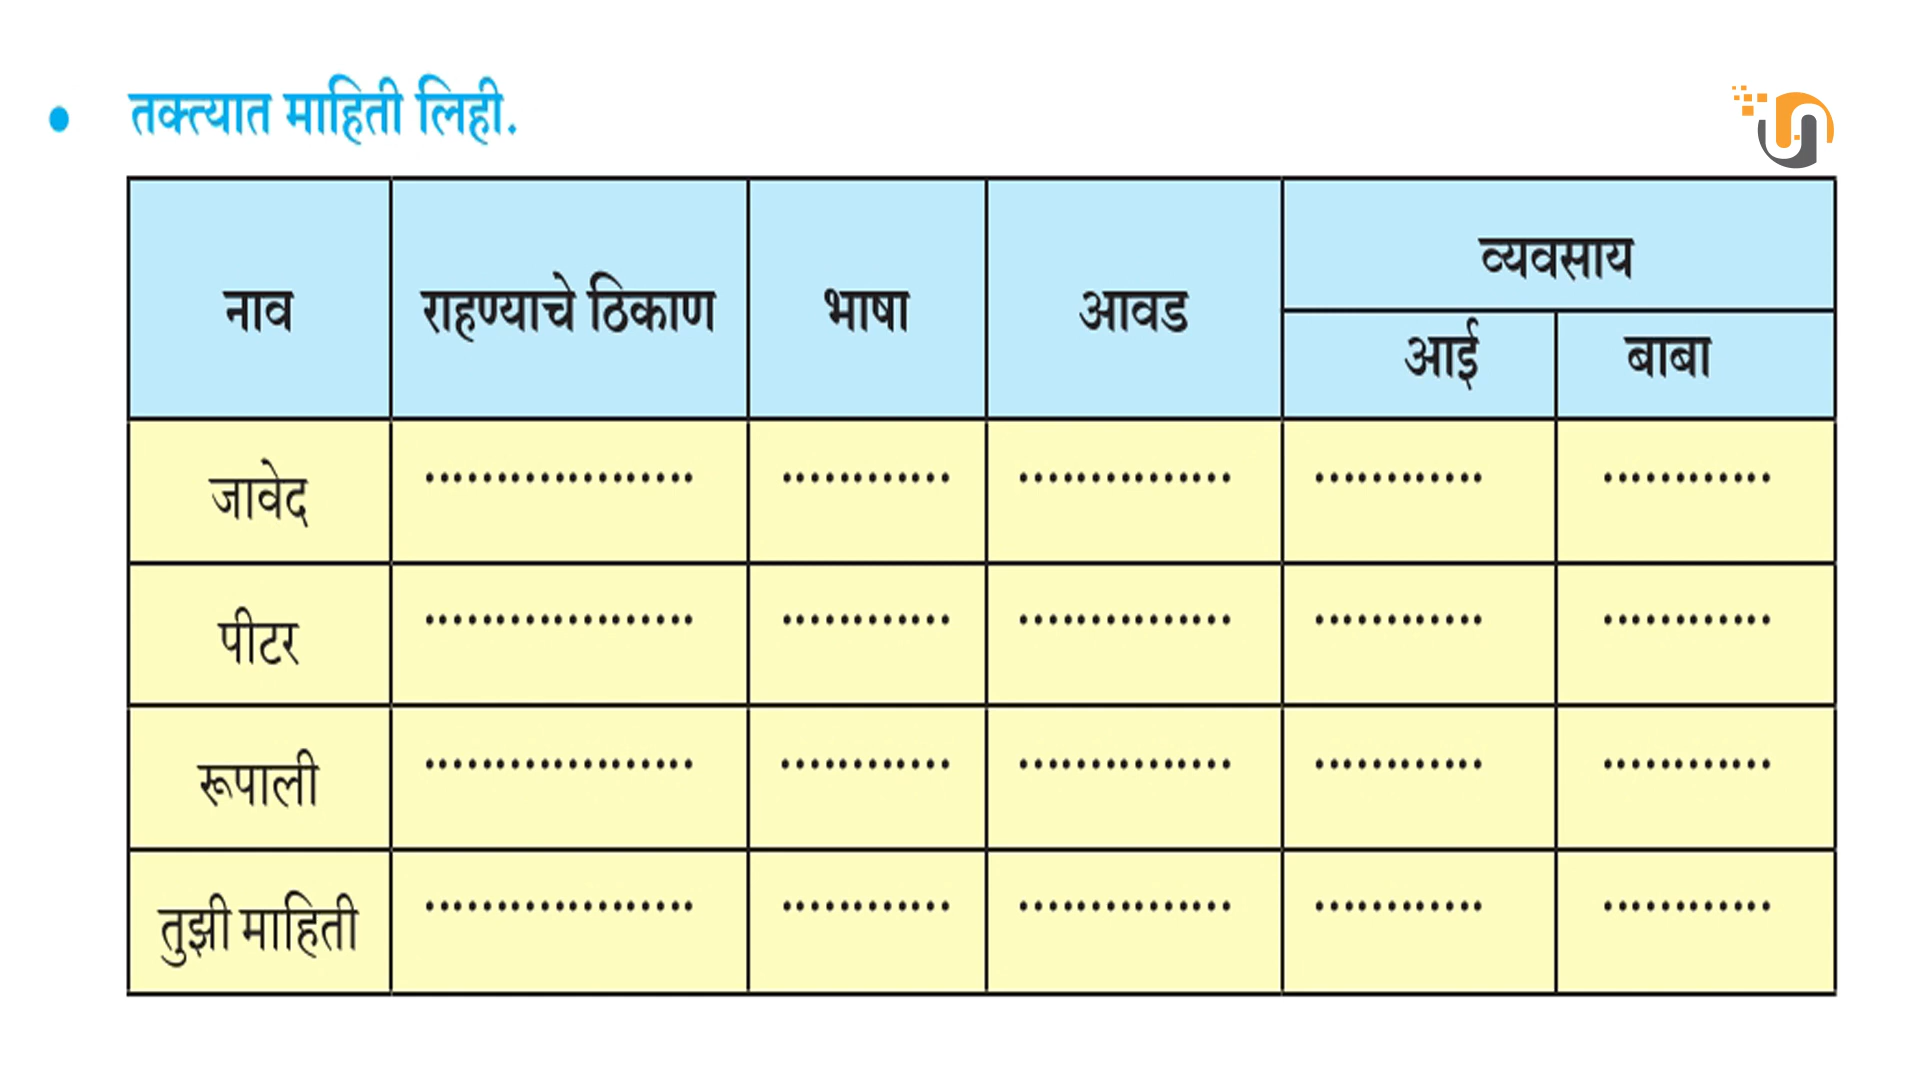 • तक्त्यात माहिती लिही.
नाव राहण्याचे ठिकाण भाषा आवड व्यवसाय
आई बाबा
जावेद ................... ............ ............... ............ ............
पीटर ................... ............ ............... ............ ............
रूपाली ................... ............ ............... ............ ............
तुझी माहिती ................... ............ ............... ............ ............